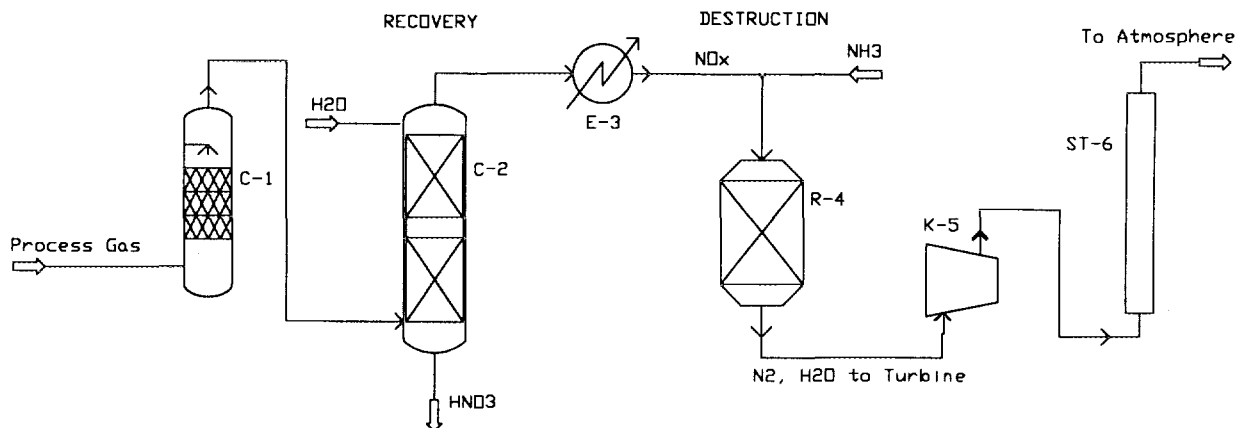 RECOVERY
DESTRUCTION
To Atmosphere
NOx
NH3
H2O
E-3
ST-6
C-1
C-2
R-4
K-5
Process Gas
N2, H2O to Turbine
HNO3